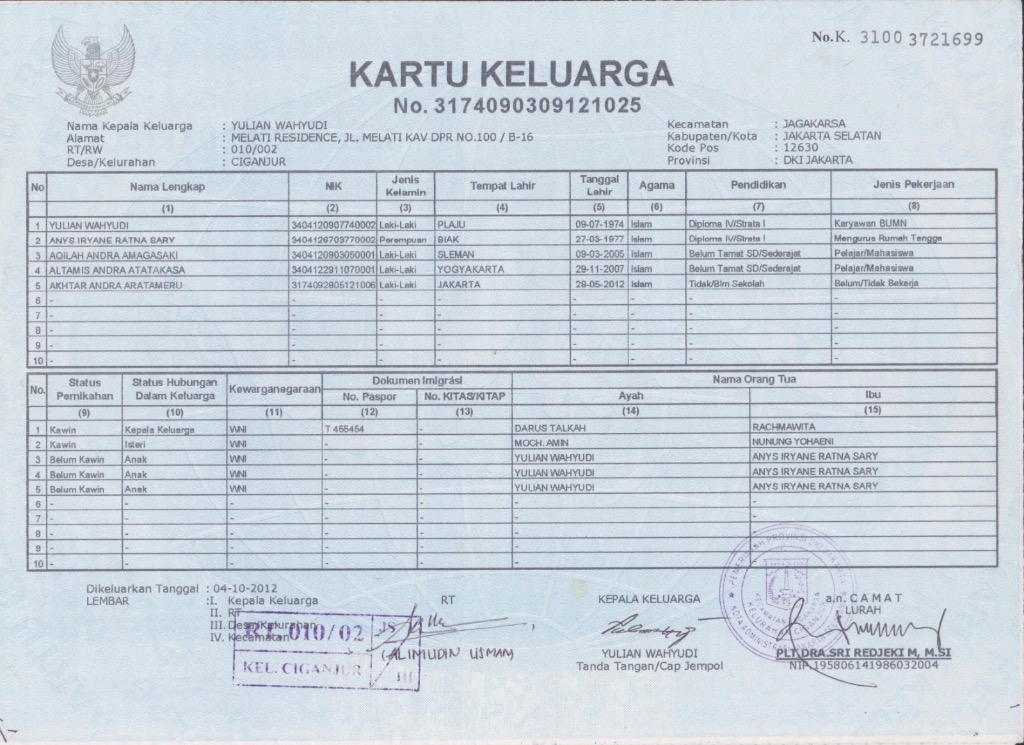 No.K. 3100 3721699
KARTU KELUARGA
No. 3174090309121025
Nama Kepala Keluarga : YULIAN WAHYUDI
Alamat : MELATI RESIDENCE, JL. MELATI KAV DPR NO.100 / B-16
RT/RW : 010/002
Desa/Kelurahan : CIGANJUR
Kecamatan : JAGAKARSA
Kabupaten/Kota : JAKARTA SELATAN
Kode Pos : 12630
Provinsi : DKI JAKARTA
No Nama Lengkap NIK Jenis Kelamin Tempat Lahir Tanggal Lahir Agama Pendidikan Jenis Pekerjaan
(1) (2) (3) (4) (5) (6) (7) (8)
1 YULIAN WAHYUDI 3404120907740002 Laki-Laki PLAJU 09-07-1974 Islam Diploma IV/Strata I Karyawan BUMN
2 ANYS IRYANE RATNA SARY 3404126703770002 Perempuan BIAK 27-03-1977 Islam Diploma IV/Strata I Mengurus Rumah Tangga
3 AQILAH ANDRA AMAGASAKI 3404120903050001 Laki-Laki SLEMAN 09-03-2005 Islam Belum Tamat SD/Sederajat Pelajar/Mahasiswa
4 ALTAMIS ANDRA ATATAKASA 3404122911070001 Laki-Laki YOGYAKARTA 29-11-2007 Islam Belum Tamat SD/Sederajat Pelajar/Mahasiswa
5 AKHTAR ANDRA ARATAMERU 3174092805121006 Laki-Laki JAKARTA 28-05-2012 Islam Tidak/Blm Sekolah Belum/Tidak Bekerja
6 - - - - - - - -
7 - - - - - - - -
8 - - - - - - - -
9 - - - - - - - -
10 - - - - - - - -
No. Status Pernikahan Status Hubungan Dalam Keluarga Kewarganegaraan Dokumen Imigrasi Nama Orang Tua
No. Paspor No. KITAS/KITAP Ayah Ibu
(9) (10) (11) (12) (13) (14) (15)
1 Kawin Kepala Keluarga WNI T 455454 - DARUS TALKAH RACHMAWITA
2 Kawin Isteri WNI - - MOCH. AMIN NUNUNG YOHAENI
3 Belum Kawin Anak WNI - - YULIAN WAHYUDI ANYS IRYANE RATNA SARY
4 Belum Kawin Anak WNI - - YULIAN WAHYUDI ANYS IRYANE RATNA SARY
5 Belum Kawin Anak WNI - - YULIAN WAHYUDI ANYS IRYANE RATNA SARY
6 - - - - - - -
7 - - - - - - -
8 - - - - - - -
9 - - - - - - -
10 - - - - - - -
Dikeluarkan Tanggal : 04-10-2012
LEMBAR :I. Kepala Keluarga
II. RT
III. Desa/Kelurahan
IV. Kecamatan
RT. 010/02
KEL. CIGANJUR
III
RT
(ALIMUDIN USMAN)
KEPALA KELUARGA
YULIAN WAHYUDI
Tanda Tangan/Cap Jempol
a.n. CAMAT
LURAH
PLT.DRA.SRI REDJEKI M, M.SI
NIP.195806141986032004